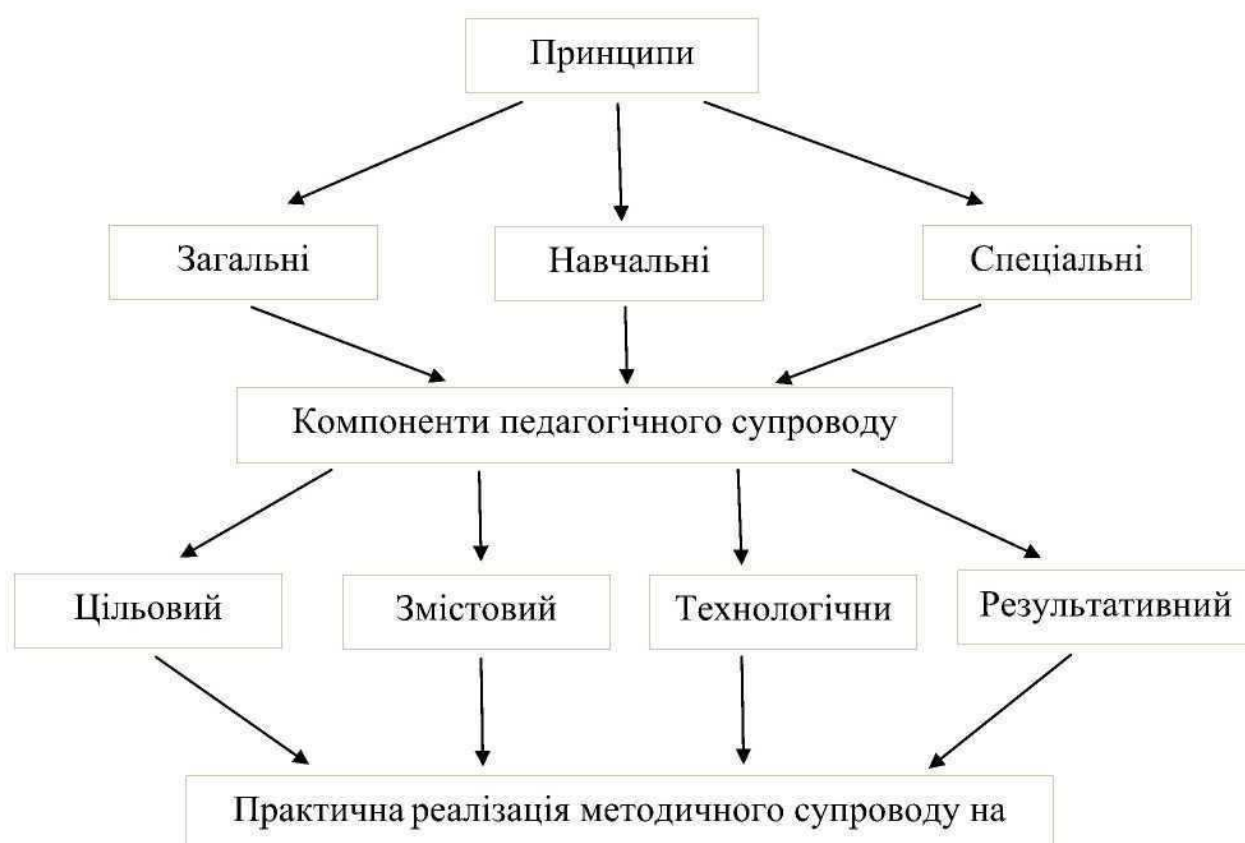 Принципи
Загальні
Навчальні
Спеціальні
Компоненти педагогічного супроводу
Цільовий
Змістовий
Технологічни
Результативний
Практична реалізація методичного супроводу на